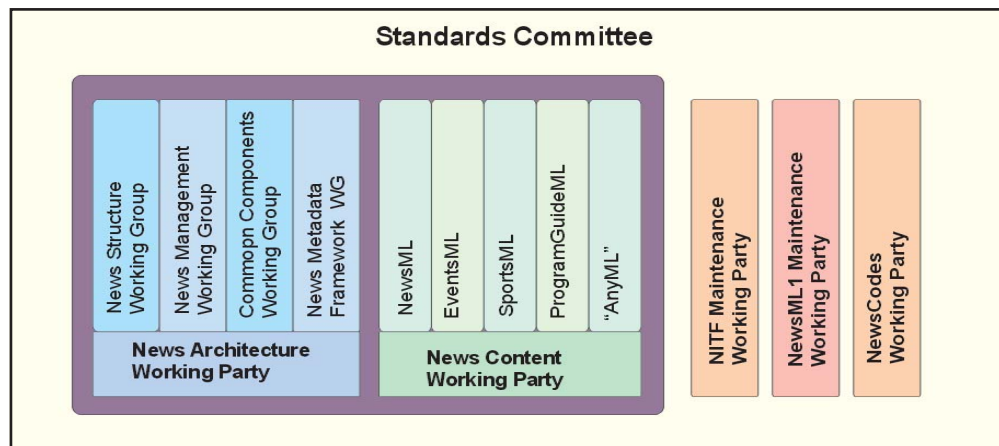 Standards Committee
News Structure
Working Group
News Management
Working Group
Commopn Components
Working Group
News Metadata
Framework WG
NewsML
EventsML
SportsML
ProgramGuideML
“AnyML”
News Architecture
Working Party
News Content
Working Party
NITF Maintenance
Working Party
NewsML1 Maintenance
Working Party
NewsCodes
Working Party